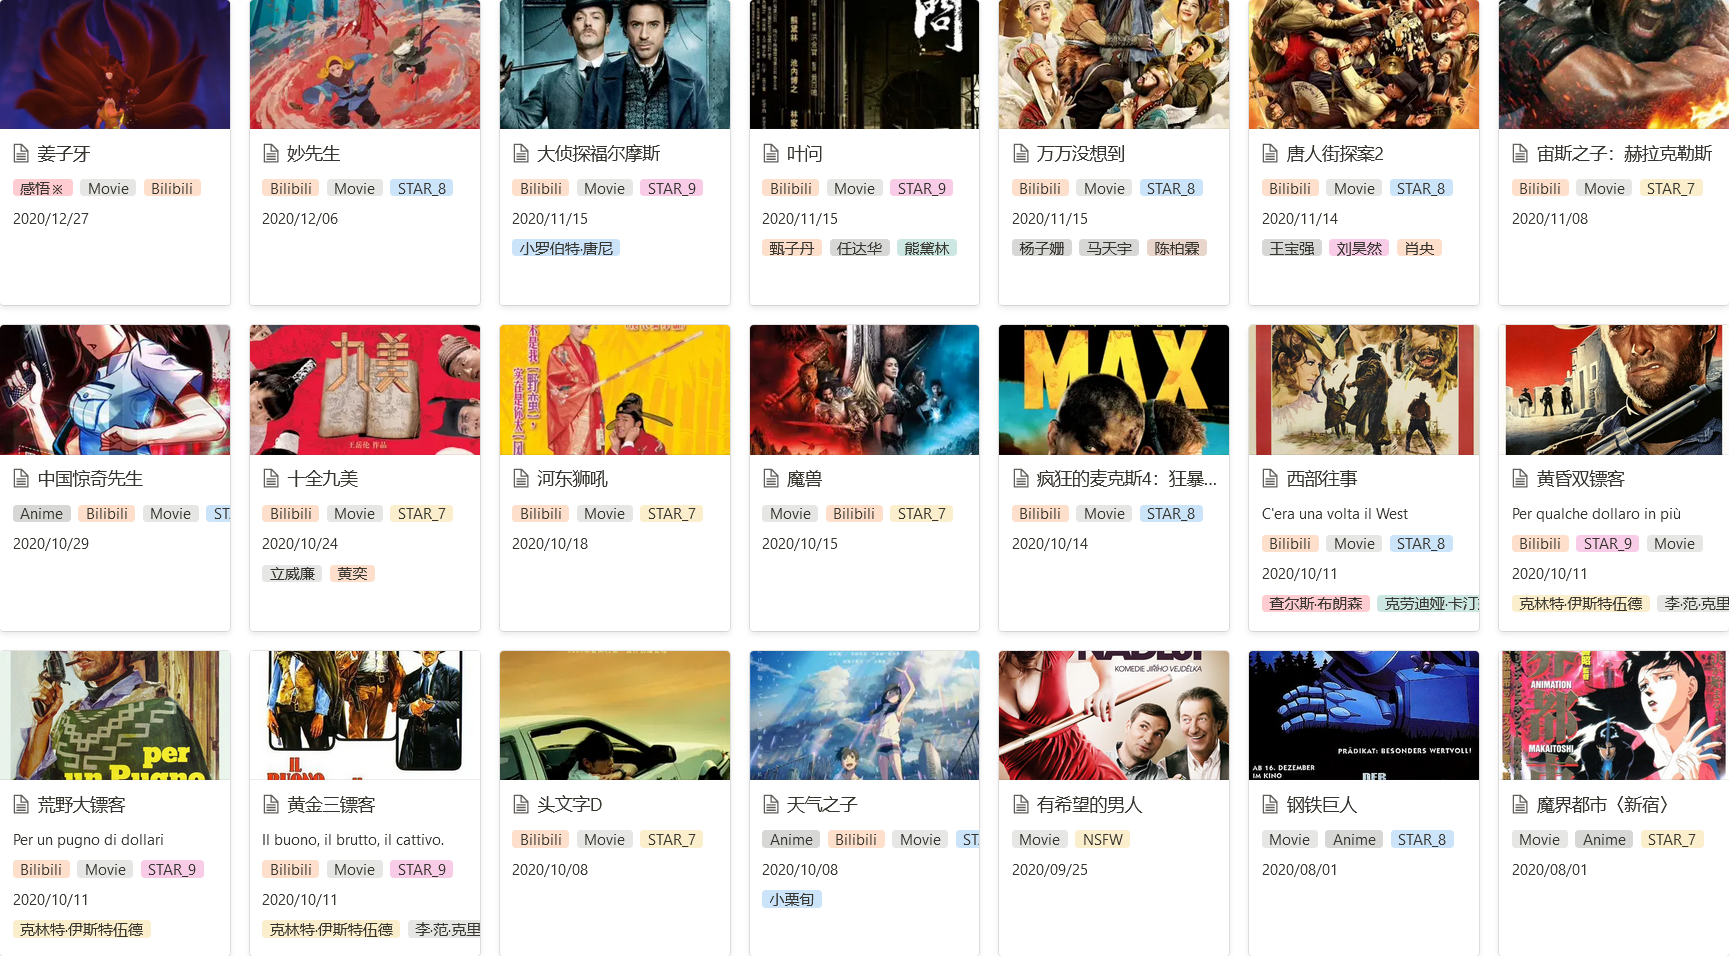 問
熊黛林
池内博之
姜子牙
感悟※ Movie Bilibili
2020/12/27
妙先生
Bilibili Movie STAR_8
2020/12/06
大侦探福尔摩斯
Bilibili Movie STAR_9
2020/11/15
小罗伯特·唐尼
叶问
Bilibili Movie STAR_9
2020/11/15
甄子丹 任达华 熊黛林
万万没想到
Bilibili Movie STAR_8
2020/11/15
杨子姗 马天宇 陈柏霖
唐人街探案2
Bilibili Movie STAR_8
2020/11/14
王宝强 刘昊然 肖央
宙斯之子：赫拉克勒斯
Bilibili Movie STAR_7
2020/11/08
中国惊奇先生
Anime Bilibili Movie ST
2020/10/29
九美
王岳伦 作品
十全九美
Bilibili Movie STAR_7
2020/10/24
立威廉 黄奕
河东狮吼
Bilibili Movie STAR_7
2020/10/18
魔兽
Movie Bilibili STAR_7
2020/10/15
MAX
疯狂的麦克斯4：狂暴...
Bilibili Movie STAR_8
2020/10/14
西部往事
C'era una volta il West
Bilibili Movie STAR_8
2020/10/11
查尔斯·布朗森 克劳迪娅·卡汀
黄昏双镖客
Per qualche dollaro in più
Bilibili STAR_9 Movie
2020/10/11
克林特·伊斯特伍德 李·范·克里
per
un Pugno
荒野大镖客
Per un pugno di dollari
Bilibili Movie STAR_9
2020/10/11
克林特·伊斯特伍德
IL
BUONO
黄金三镖客
Il buono, il brutto, il cattivo.
Bilibili Movie STAR_9
2020/10/11
克林特·伊斯特伍德 李·范·克里
头文字D
Bilibili Movie STAR_7
2020/10/08
天气之子
Anime Bilibili Movie ST
2020/10/08
小栗旬
KOMEDIE JIŘÍHO VEJDĚLKA
有希望的男人
Movie NSFW
2020/09/25
PRÄDIKAT: BESONDERS WERTVOLL!
AB 16. DEZEMBER
IM KINO
DER
钢铁巨人
Movie Anime STAR_8
2020/08/01
ANIMATION
MAKAITOSHI
魔界都市〈新宿〉
Movie Anime STAR_7
2020/08/01